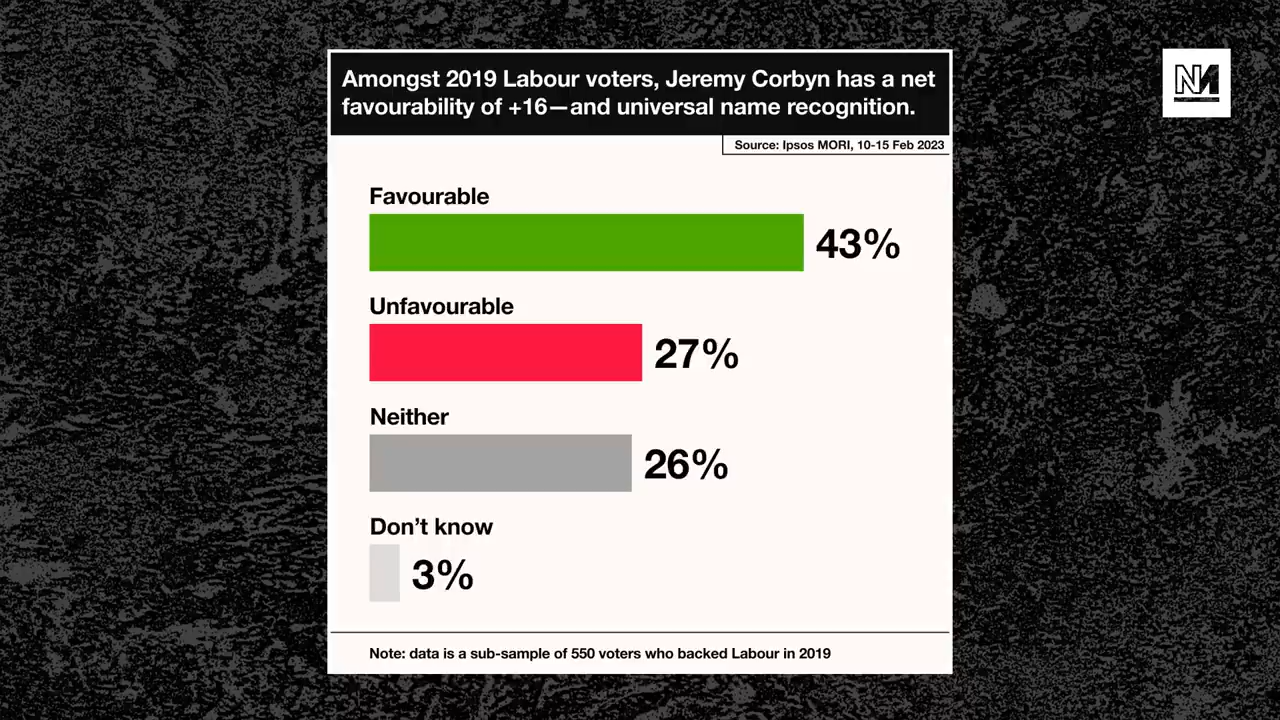 Amongst 2019 Labour voters, Jeremy Corbyn has a net
favourability of +16—and universal name recognition.
Source: Ipsos MORI, 10-15 Feb 2023
Favourable
43%
Unfavourable
27%
Neither
26%
Don’t know
3%
Note: data is a sub-sample of 550 voters who backed Labour in 2019
NM